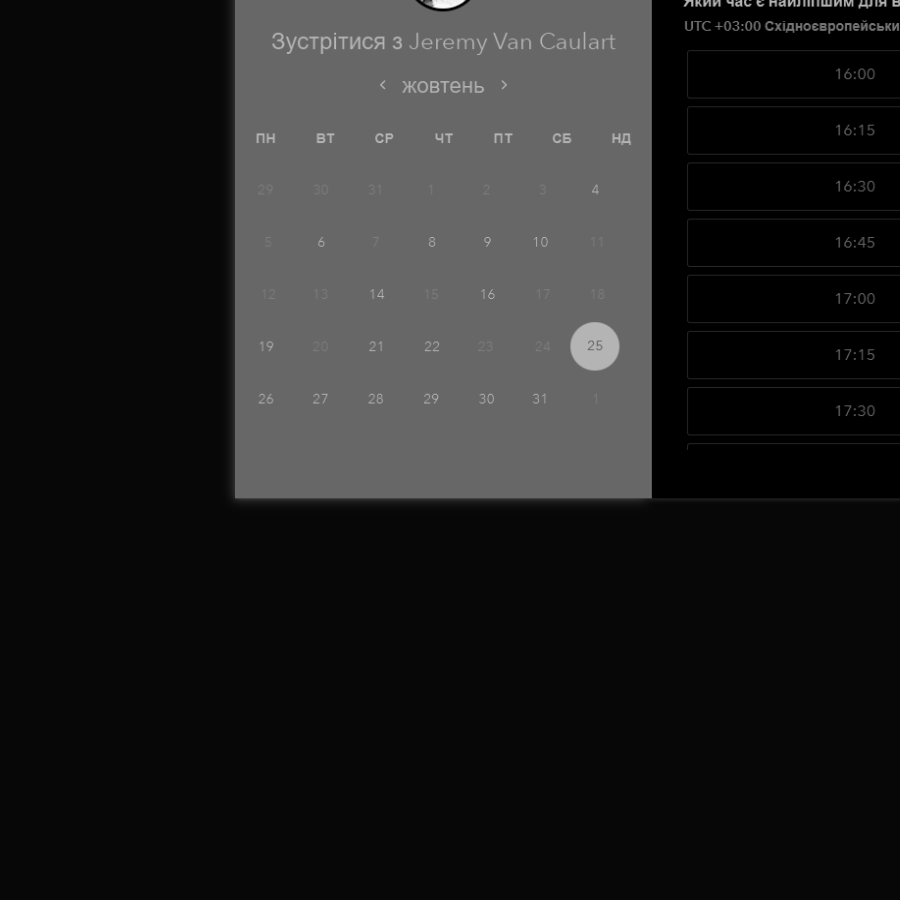 Зустрітися з Jeremy Van Caulart
жовтень
ПН ВТ СР ЧТ ПТ СБ НД
29 30 31 1 2 3 4
5 6 7 8 9 10 11
12 13 14 15 16 17 18
19 20 21 22 23 24 25
26 27 28 29 30 31 1
Який час є найліпшим для
UTC +03:00
16:00
16:15
16:30
16:45
17:00
17:15
17:30